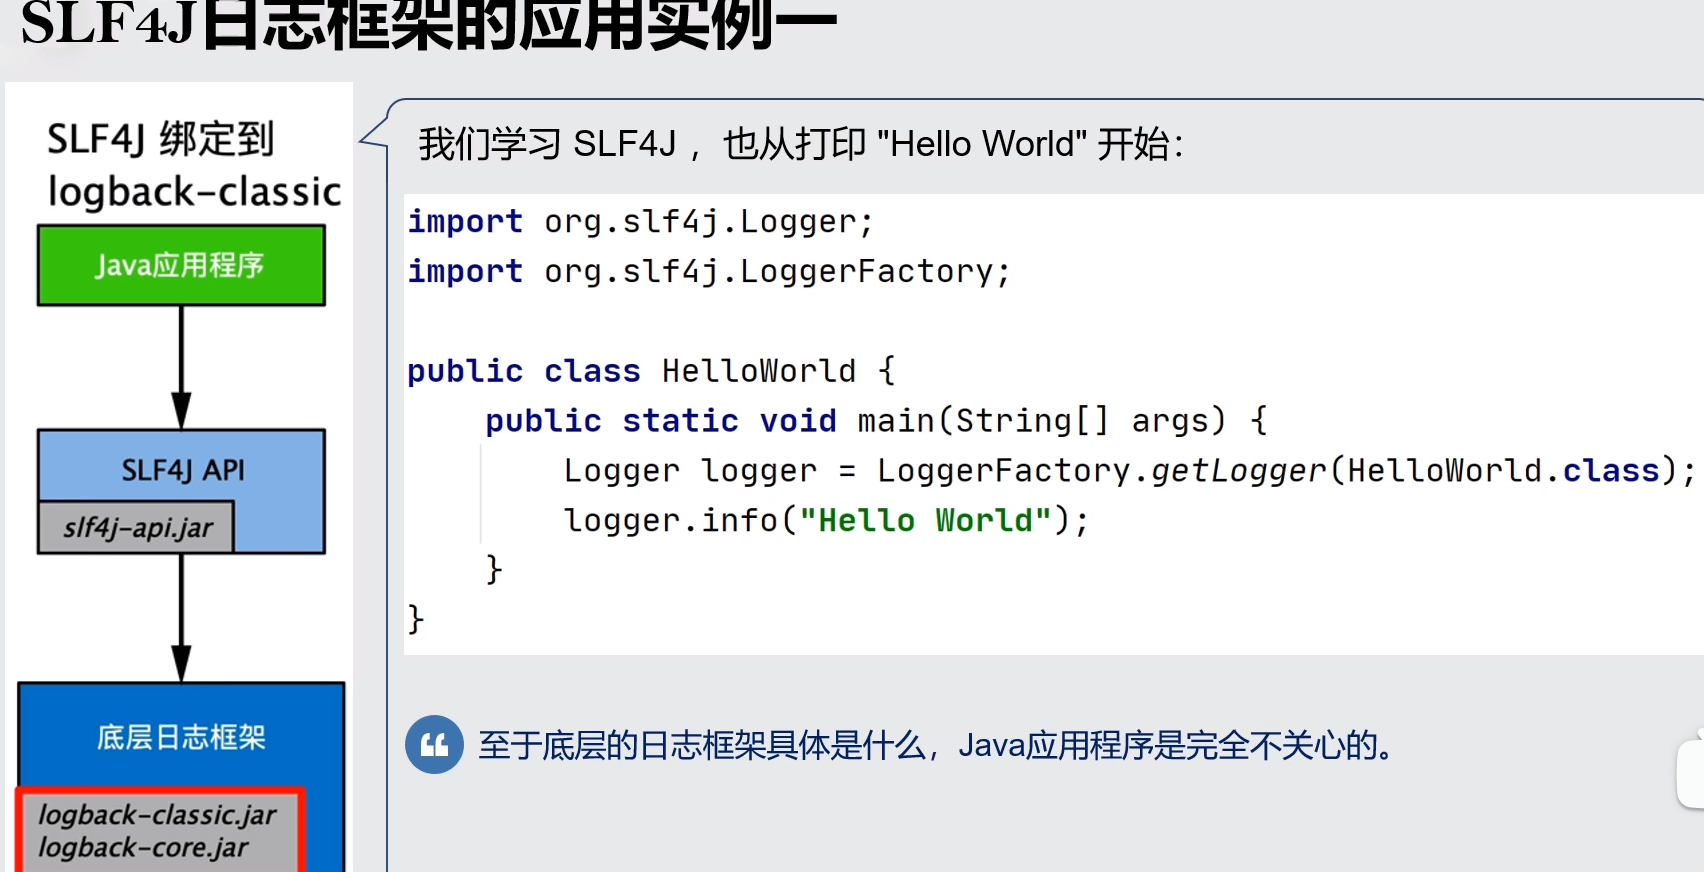 SLF4J日志框架的应用实例一
SLF4J 绑定到
logback-classic
Java应用程序
SLF4J API
slf4j-api.jar
底层日志框架
logback-classic.jar
logback-core.jar
我们学习 SLF4J ，也从打印 "Hello World" 开始：
import org.slf4j.Logger;
import org.slf4j.LoggerFactory;
public class HelloWorld {
    public static void main(String[] args) {
        Logger logger = LoggerFactory.getLogger(HelloWorld.class);
        logger.info("Hello World");
    }
}
至于底层的日志框架具体是什么，Java应用程序是完全不关心的。